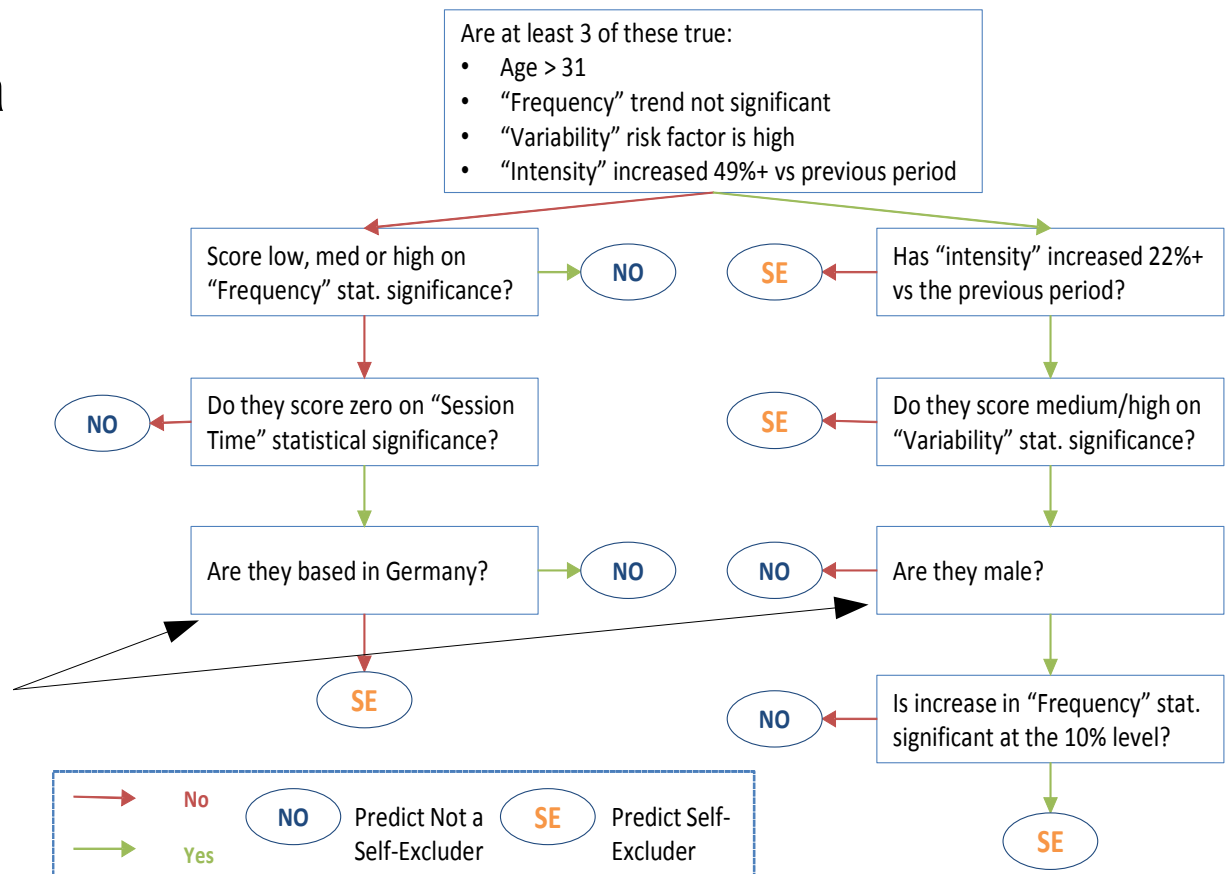 Are at least 3 of these true:
• Age > 31
• “Frequency” trend not significant
• “Variability” risk factor is high
• “Intensity” increased 49%+ vs previous period
Score low, med or high on
“Frequency” stat. significance?
NO
SE
Has “intensity” increased 22%+
vs the previous period?
NO
Do they score zero on “Session
Time” statistical significance?
SE
Do they score medium/high on
“Variability” stat. significance?
Are they based in Germany?
NO
NO
Are they male?
SE
NO
Is increase in “Frequency” stat.
significant at the 10% level?
No
Yes
NO
Predict Not a
Self-Excluder
SE
Predict Self-
Excluder
SE